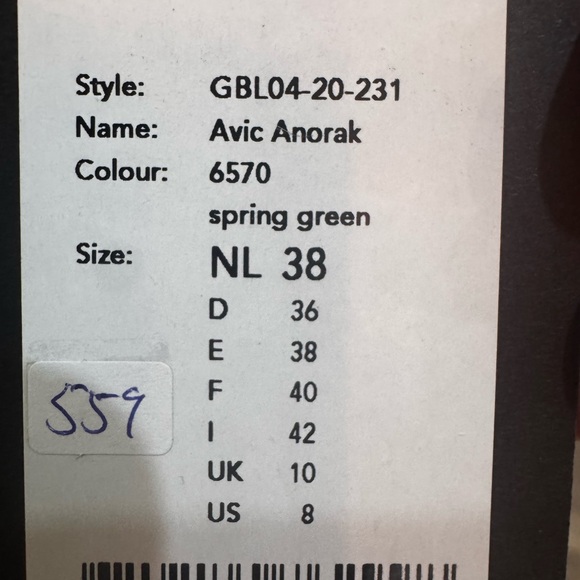 Style: GBL04-20-231
Name: Avic Anorak
Colour: 6570
spring green
Size: NL 38
D 36
E 38
F 40
I 42
UK 10
US 8
559